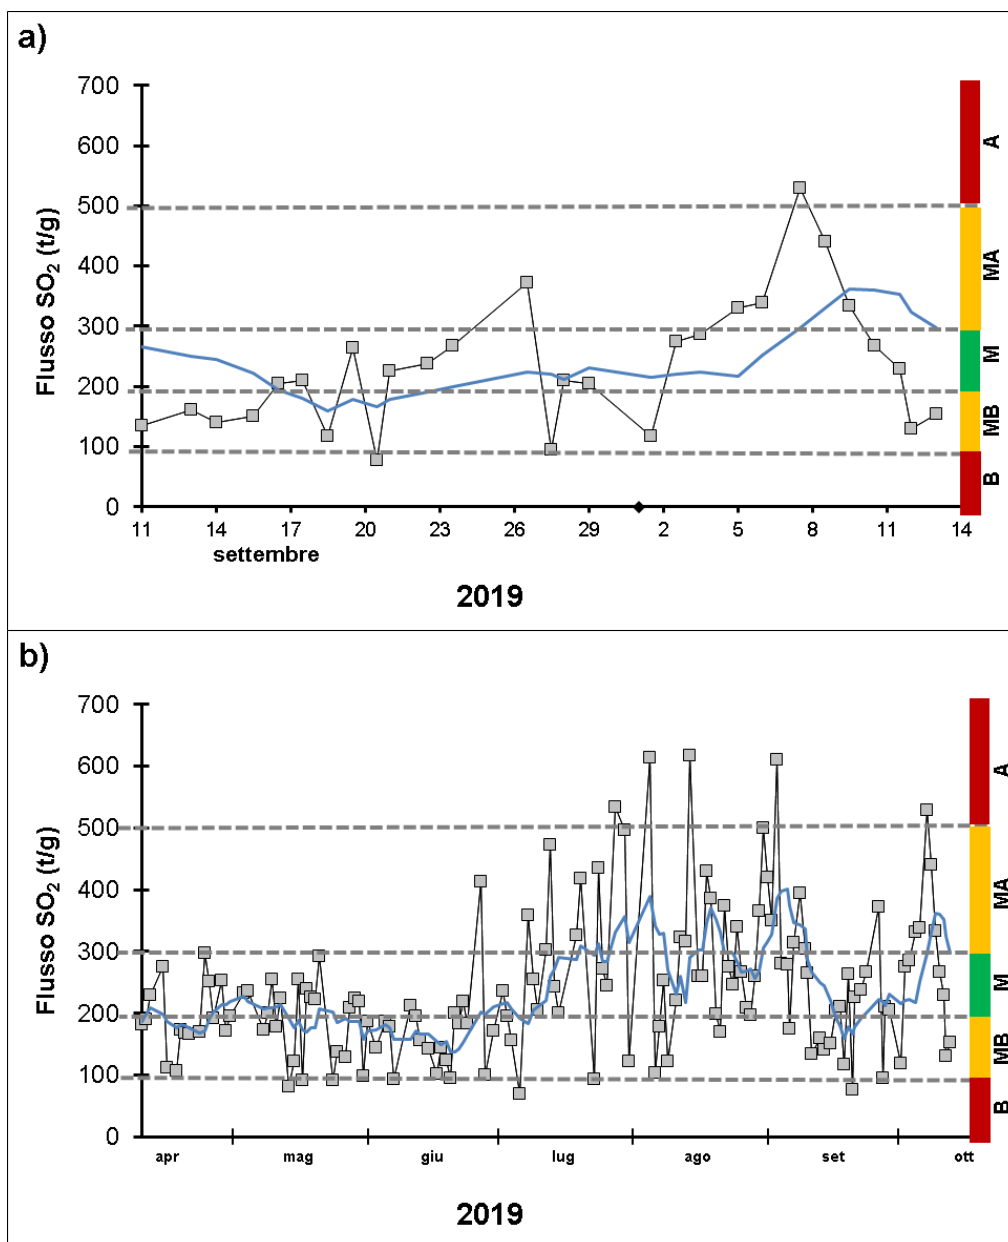 a)
Flusso SO₂ (t/g)
700
600
500
400
300
200
100
0
A
MA
M
MB
B
11 14 17 20 23 26 29 2 5 8 11 14
settembre
2019
b)
Flusso SO₂ (t/g)
700
600
500
400
300
200
100
0
A
MA
M
MB
B
apr mag giu lug ago set ott
2019